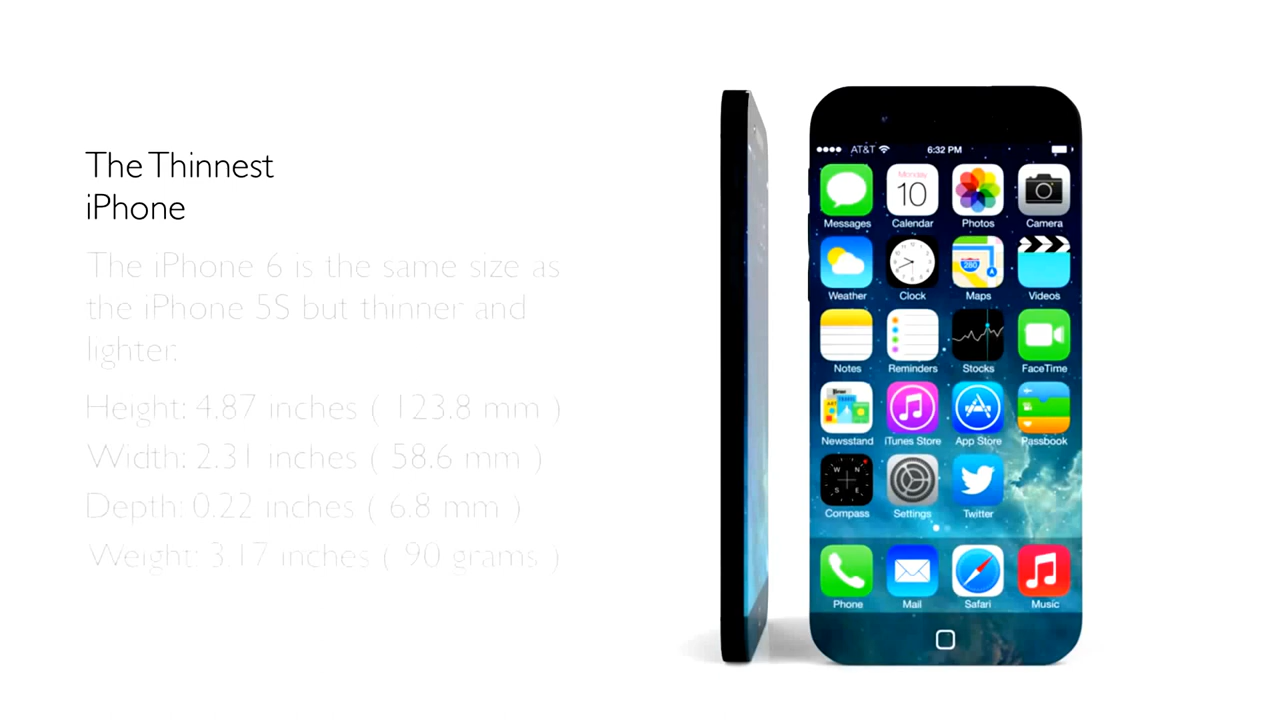 The Thinnest
iPhone
The iPhone 6 is the same size as
the iPhone 5S but thinner and
lighter.
Height: 4.87 inches ( 123.8 mm )
Width: 2.31 inches ( 58.6 mm )
Depth: 0.22 inches ( 6.8 mm )
Weight: 3.17 inches ( 90 grams )
AT&T 6:32 PM
Monday
10
Messages Calendar Photos Camera
280
Weather Clock Maps Videos
Notes Reminders Stocks FaceTime
ART TRAVEL
Newsstand iTunes Store App Store Passbook
W N
S E
Compass Settings Twitter
Phone Mail Safari Music